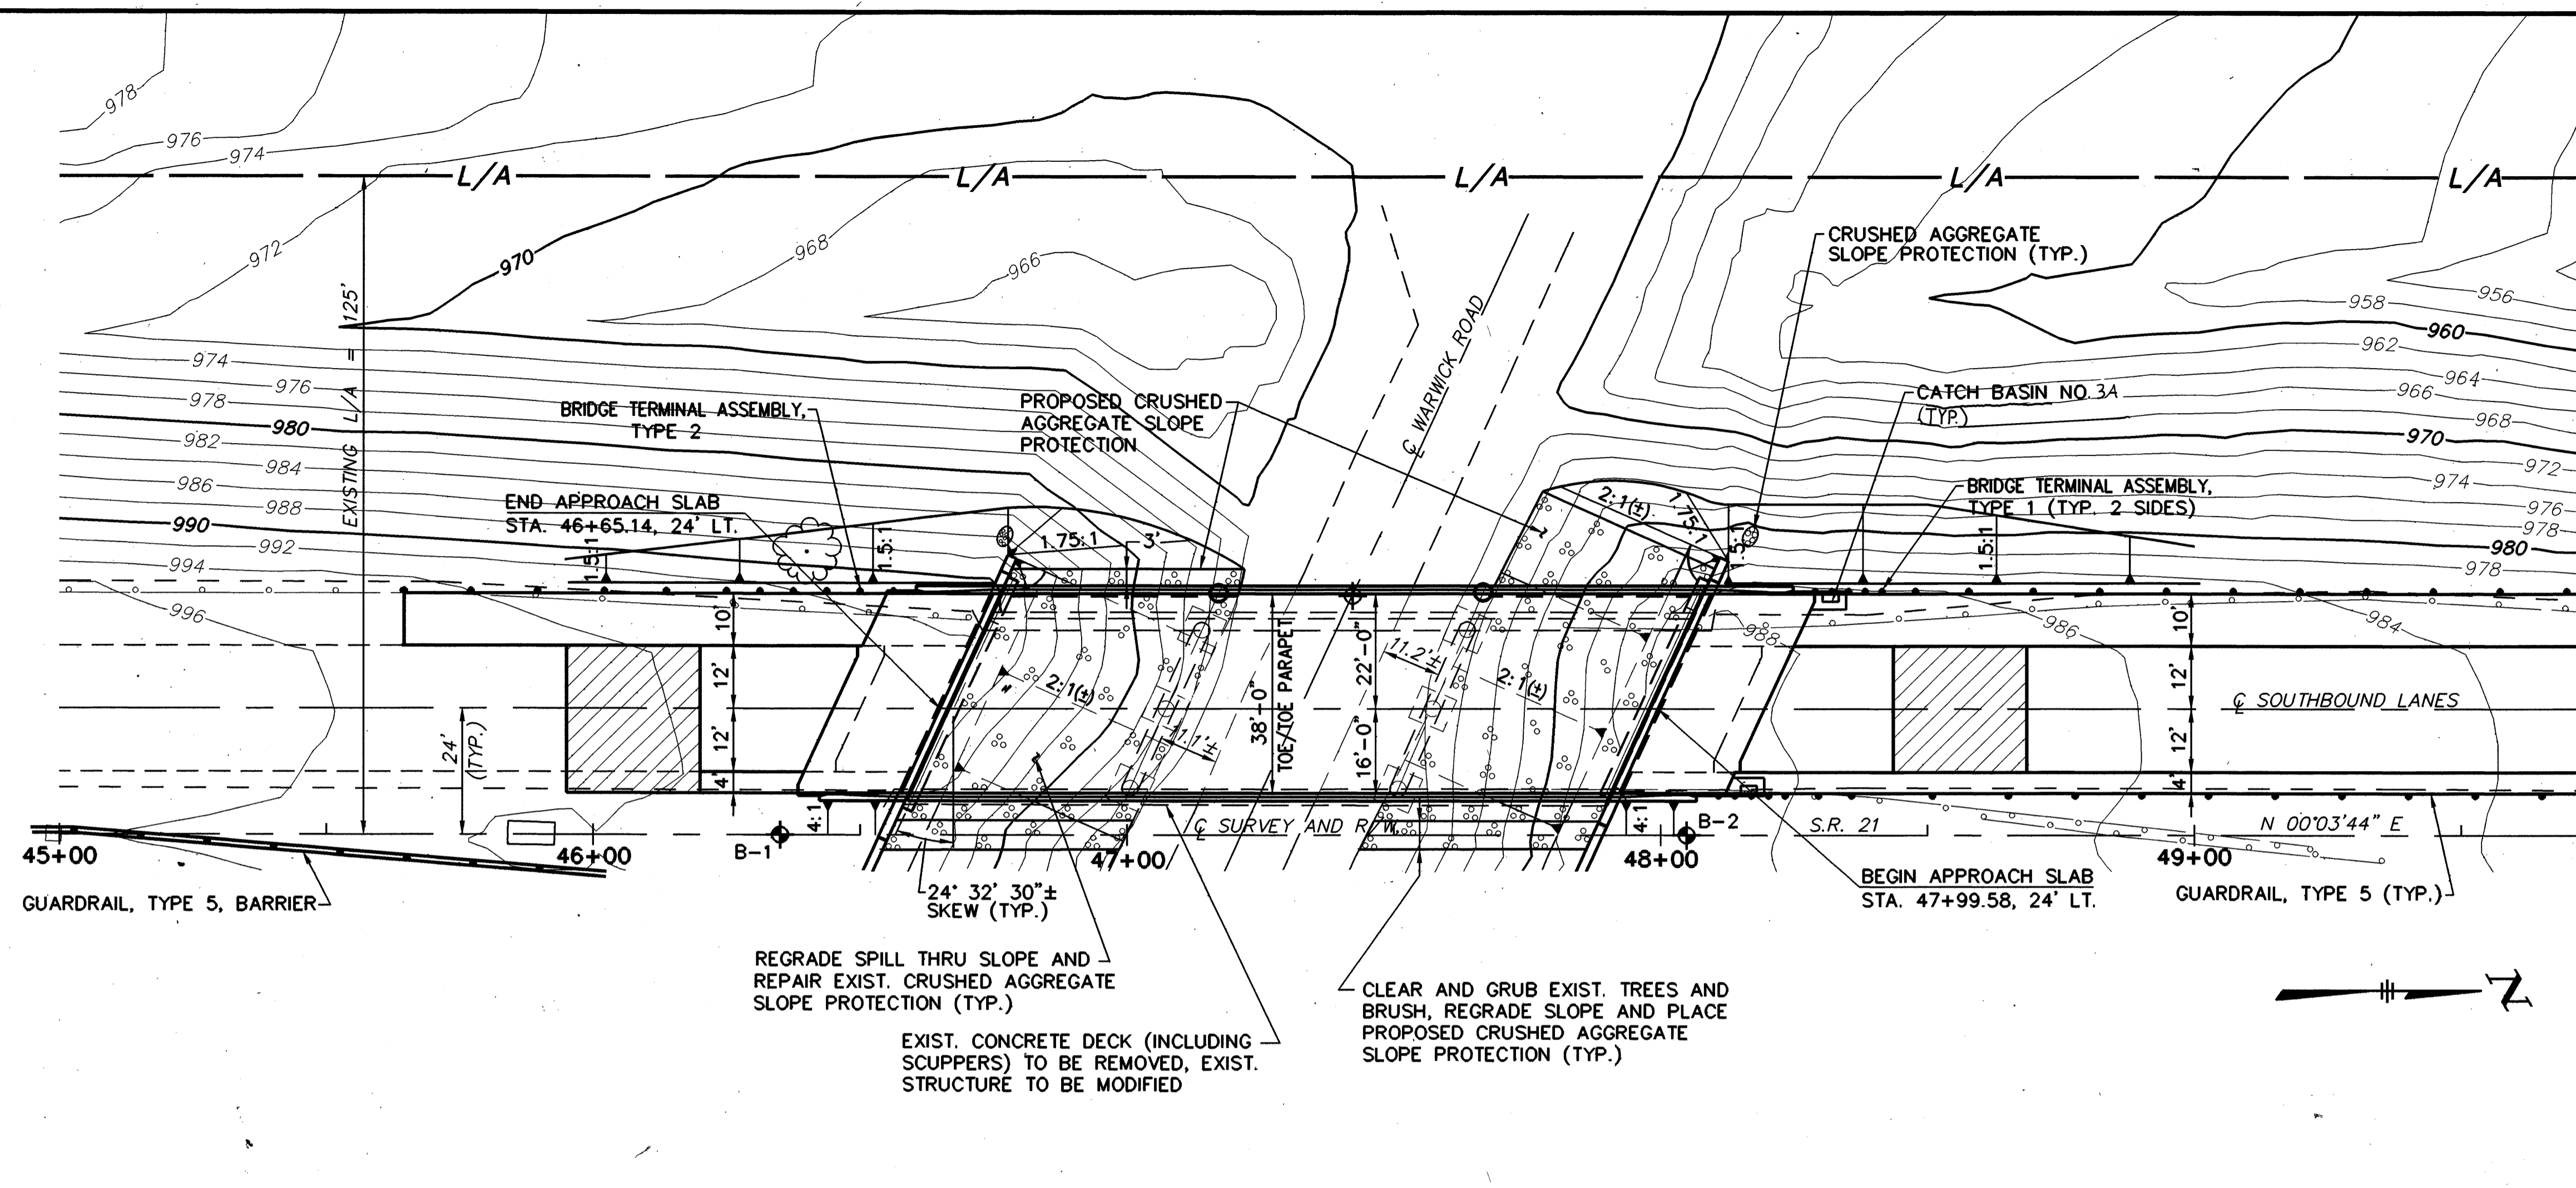 978
976
974
L/A
L/A
L/A
L/A
L/A
972
970
968
966
EXISTING L/A = 125'
CRUSHED AGGREGATE
SLOPE PROTECTION (TYP.)
958
956
960
962
964
966
968
970
972
974
976
978
980
978
974
976
978
980
982
984
986
988
990
992
994
996
BRIDGE TERMINAL ASSEMBLY,
TYPE 2
PROPOSED CRUSHED
AGGREGATE SLOPE
PROTECTION
℄ WARWICK ROAD
CATCH BASIN NO. 3A
(TYP.)
END APPROACH SLAB
STA. 46+65.14, 24' LT.
BRIDGE TERMINAL ASSEMBLY,
TYPE 1 (TYP. 2 SIDES)
1.5:1
1.5:1
1.75:1
3'
2:1(±)
1.75:1
1.5:1
1.5:1
10'
12'
12'
4'
24'
(TYP.)
2:1(±)
11.1'±
38'-0"
TOE/TOE PARAPET
22'-0"
16'-0"
11.2'±
2:1(±)
988
986
984
10'
12'
12'
4'
℄ SOUTHBOUND LANES
4:1
4:1
℄ SURVEY AND R/W
B-1
B-2
S.R. 21
N 00°03'44" E
45+00
46+00
47+00
48+00
49+00
GUARDRAIL, TYPE 5, BARRIER
24° 32' 30"±
SKEW (TYP.)
BEGIN APPROACH SLAB
STA. 47+99.58, 24' LT.
GUARDRAIL, TYPE 5 (TYP.)
REGRADE SPILL THRU SLOPE AND
REPAIR EXIST. CRUSHED AGGREGATE
SLOPE PROTECTION (TYP.)
EXIST. CONCRETE DECK (INCLUDING
SCUPPERS) TO BE REMOVED, EXIST.
STRUCTURE TO BE MODIFIED
CLEAR AND GRUB EXIST. TREES AND
BRUSH, REGRADE SLOPE AND PLACE
PROPOSED CRUSHED AGGREGATE
SLOPE PROTECTION (TYP.)
N